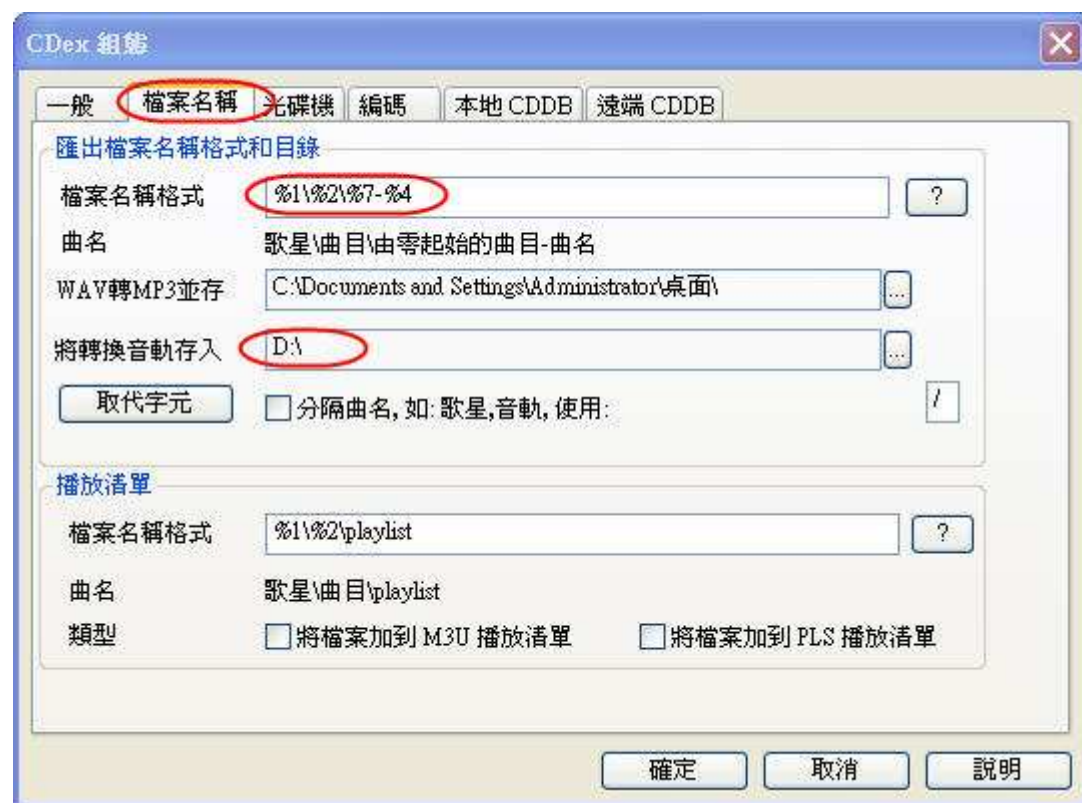 CDex 組態
一般 檔案名稱 光碟機 編碼 本地 CDDB 遠端 CDDB
匯出檔案名稱格式和目錄
檔案名稱格式 %1\%2\%7-%4 ?
曲名 歌星\曲目\由零起始的曲目-曲名
WAV轉MP3並存 C:\Documents and Settings\Administrator\桌面\ ...
將轉換音軌存入 D:\ ...
取代字元 分隔曲名, 如: 歌星,音軌, 使用: /
播放清單
檔案名稱格式 %1\%2\playlist ?
曲名 歌星\曲目\playlist
類型 將檔案加到 M3U 播放清單 將檔案加到 PLS 播放清單
確定 取消 說明